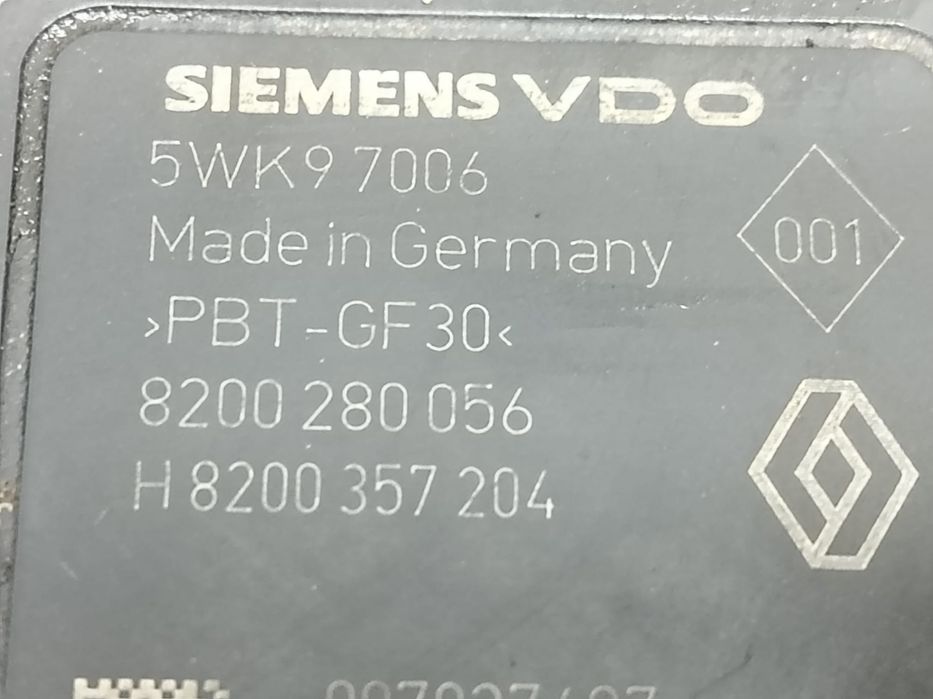 SIEMENS VDO
5WK9 7006
Made in Germany
001
>PBT-GF30<
8200 280 056
H 8200 357 204